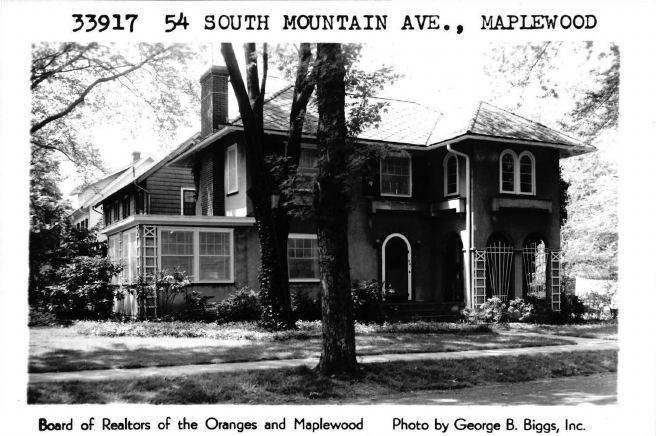 33917 54 SOUTH MOUNTAIN AVE., MAPLEWOOD
Board of Realtors of the Oranges and Maplewood Photo by George B. Biggs, Inc.